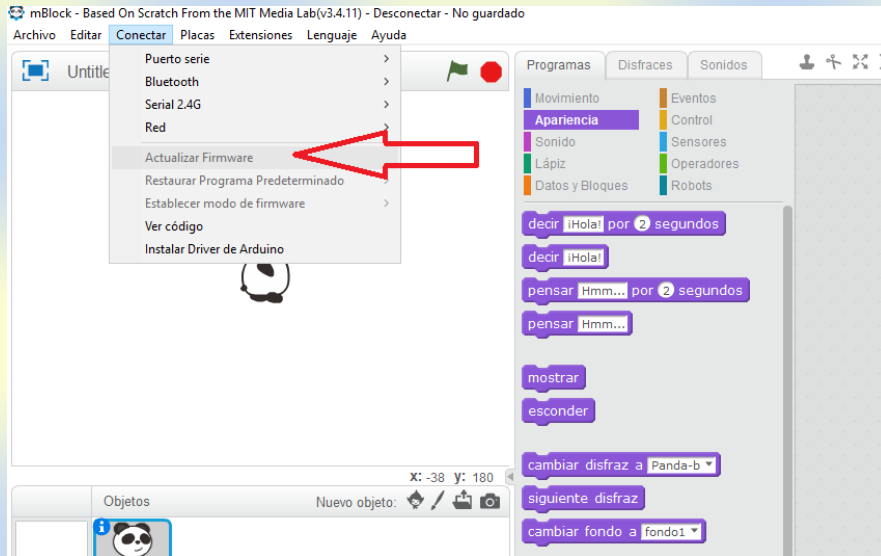 mBlock - Based On Scratch From the MIT Media Lab(v3.4.11) - Desconectar - No guardado
Archivo Editar Conectar Placas Extensiones Lenguaje Ayuda
Puerto serie
Bluetooth
Serial 2.4G
Red
Actualizar Firmware
Restaurar Programa Predeterminado
Establecer modo de firmware
Ver código
Instalar Driver de Arduino
Untitle
X: -38 y: 180
Objetos
Nuevo objeto:
Programas Disfraces Sonidos
Movimiento Eventos
Apariencia Control
Sonido Sensores
Lápiz Operadores
Datos y Bloques Robots
decir ¡Hola! por 2 segundos
decir ¡Hola!
pensar Hmm... por 2 segundos
pensar Hmm...
mostrar
esconder
cambiar disfraz a Panda-b
siguiente disfraz
cambiar fondo a fondo1